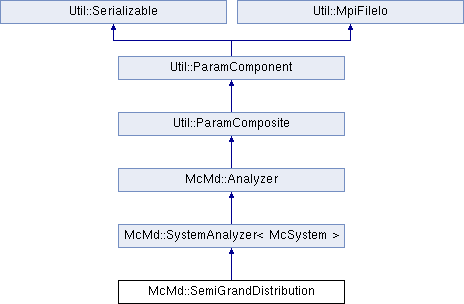 Util::Serializable
Util::MpiFileIo
Util::ParamComponent
Util::ParamComposite
McMd::Analyzer
McMd::SystemAnalyzer< McSystem >
McMd::SemiGrandDistribution